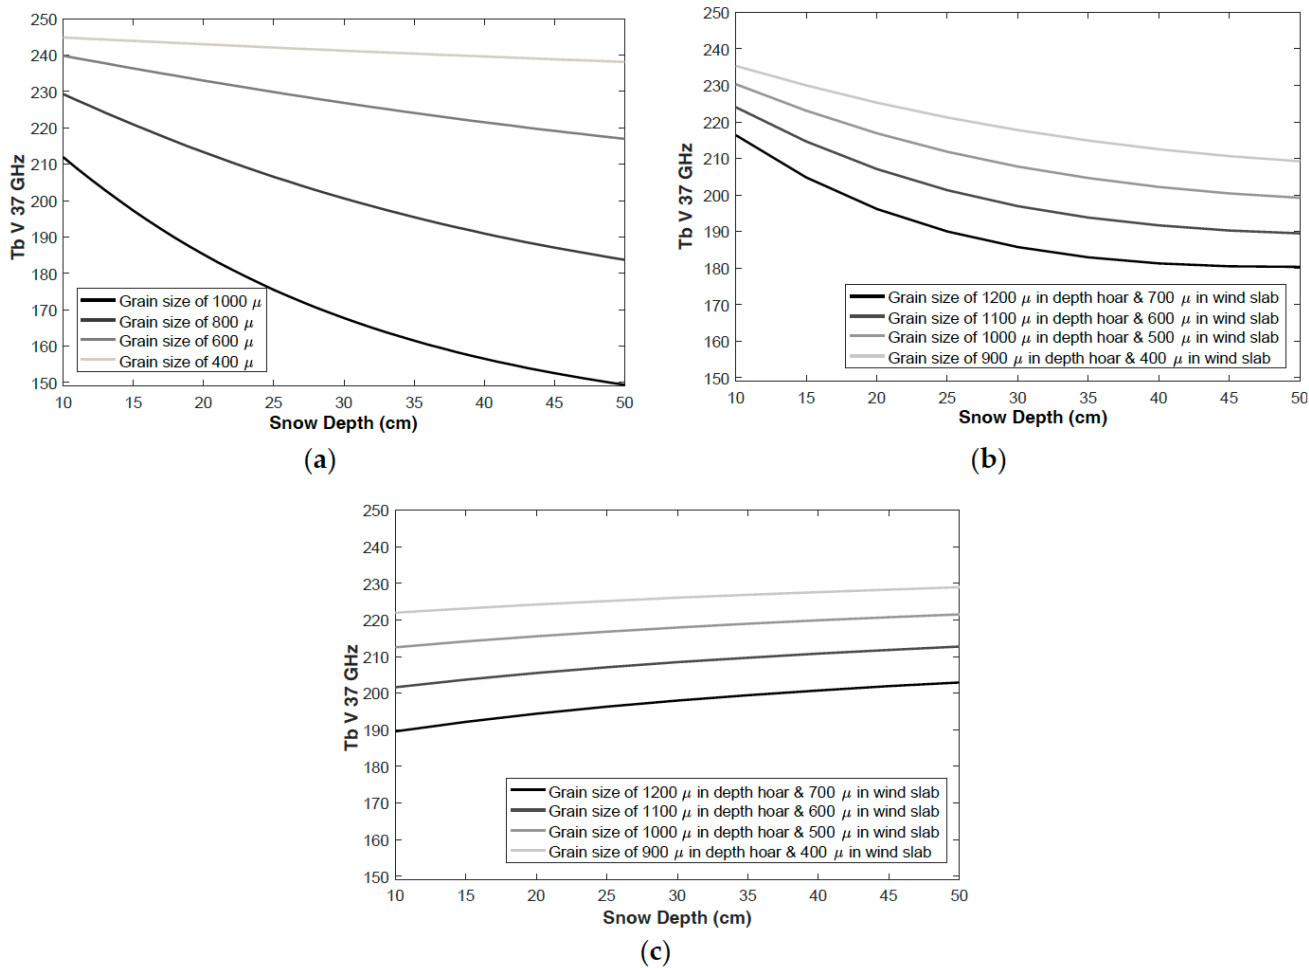 250
240
230
220
210
200
190
180
170
160
150
Tb V 37 GHz
Grain size of 1000 μ
Grain size of 800 μ
Grain size of 600 μ
Grain size of 400 μ
10 15 20 25 30 35 40 45 50
Snow Depth (cm)
(a)
250
240
230
220
210
200
190
180
170
160
150
Tb V 37 GHz
Grain size of 1200 μ in depth hoar & 700 μ in wind slab
Grain size of 1100 μ in depth hoar & 600 μ in wind slab
Grain size of 1000 μ in depth hoar & 500 μ in wind slab
Grain size of 900 μ in depth hoar & 400 μ in wind slab
10 15 20 25 30 35 40 45 50
Snow Depth (cm)
(b)
250
240
230
220
210
200
190
180
170
160
150
Tb V 37 GHz
Grain size of 1200 μ in depth hoar & 700 μ in wind slab
Grain size of 1100 μ in depth hoar & 600 μ in wind slab
Grain size of 1000 μ in depth hoar & 500 μ in wind slab
Grain size of 900 μ in depth hoar & 400 μ in wind slab
10 15 20 25 30 35 40 45 50
Snow Depth (cm)
(c)